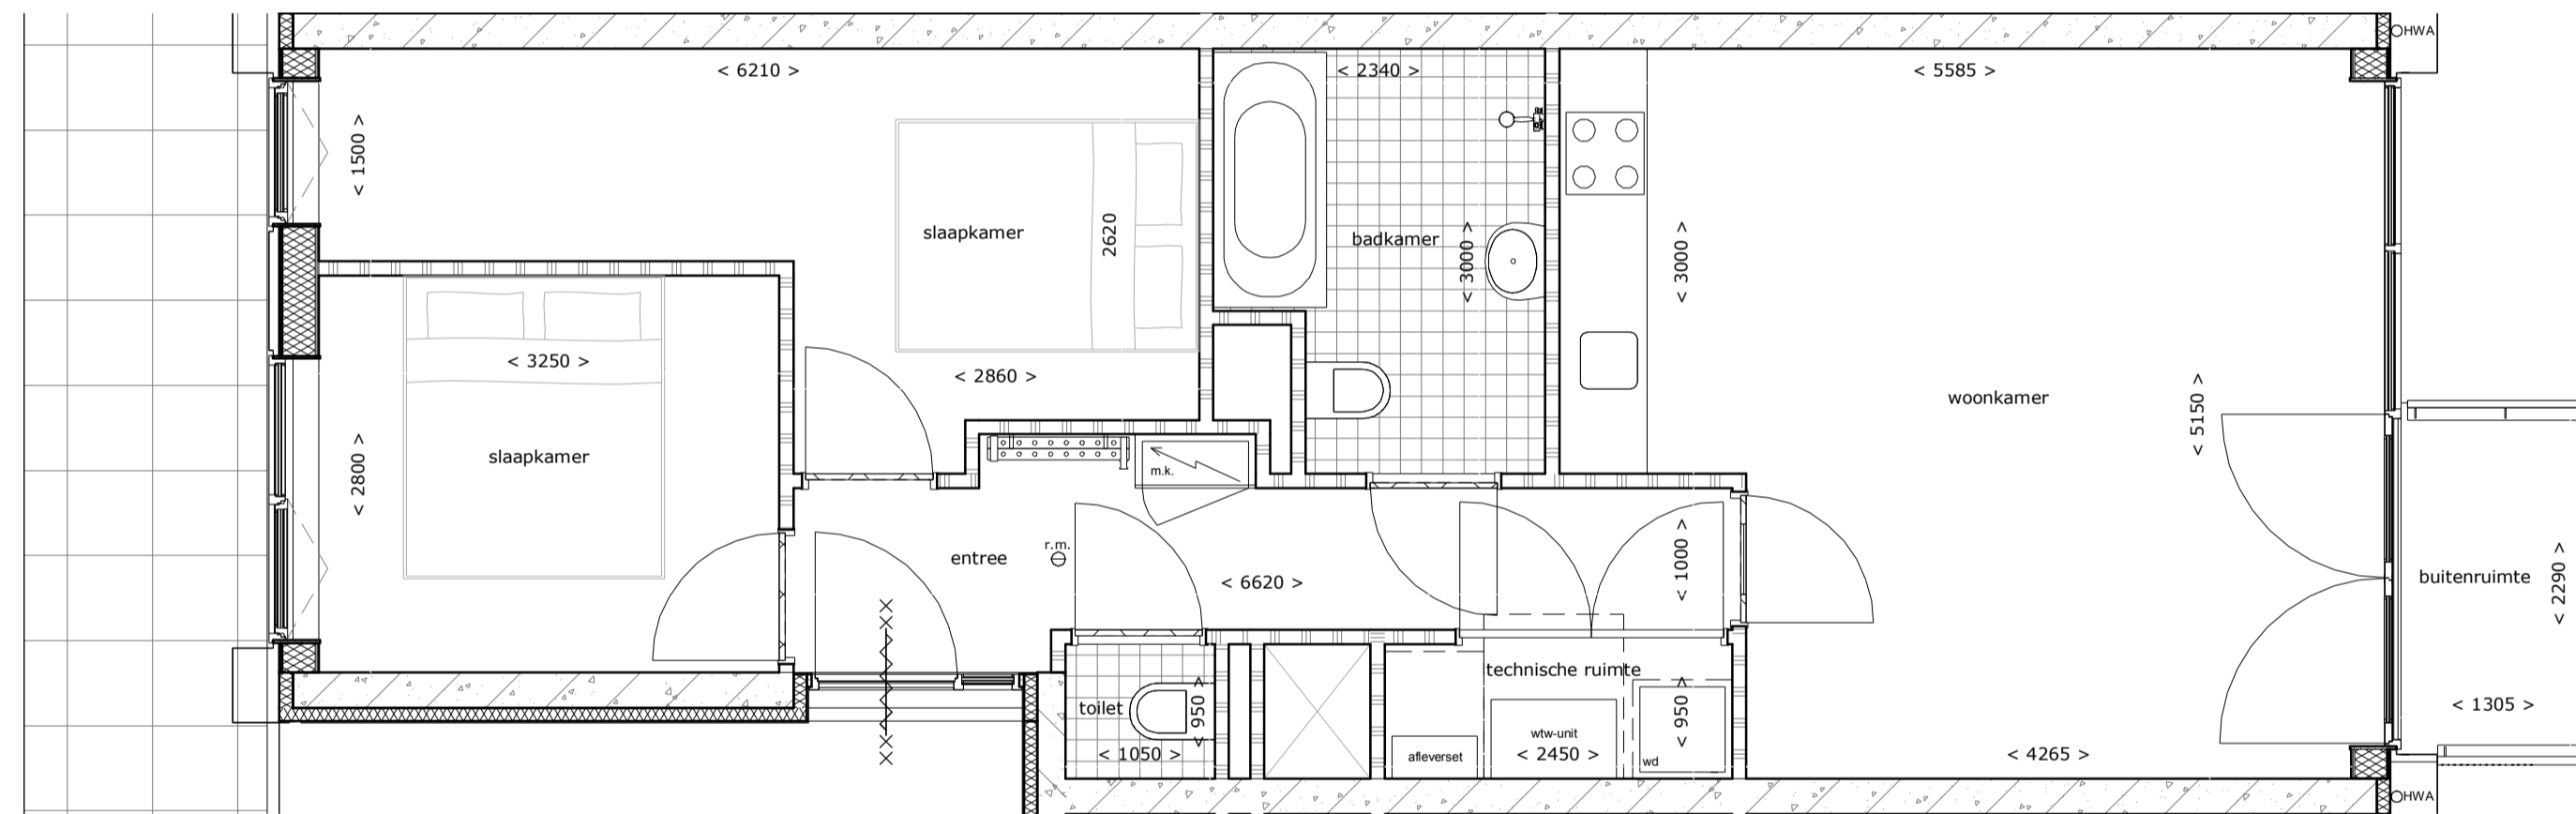 HWA
< 6210 >
< 2340 >
< 5585 >
< 1500 >
slaapkamer
2620
badkamer
< 3000 >
< 3000 >
< 3250 >
< 2860 >
woonkamer
< 5150 >
slaapkamer
< 2800 >
m.k.
entree
r.m.
< 6620 >
< 1000 >
buitenruimte
< 2290 >
technische ruimte
toilet
< 950 >
< 950 >
< 1305 >
wtw-unit
< 1050 >
afleverset
< 2450 >
wd
< 4265 >
HWA